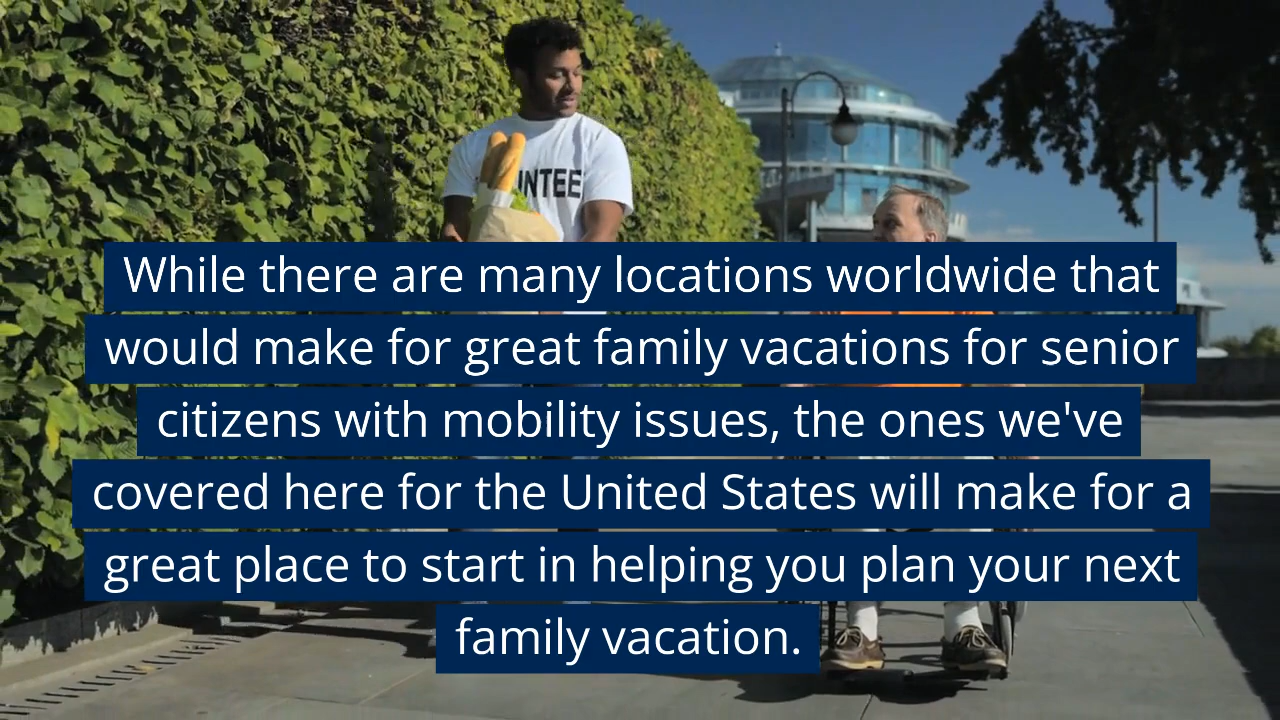 UNTEE
While there are many locations worldwide that
would make for great family vacations for senior
citizens with mobility issues, the ones we've
covered here for the United States will make for a
great place to start in helping you plan your next
family vacation.